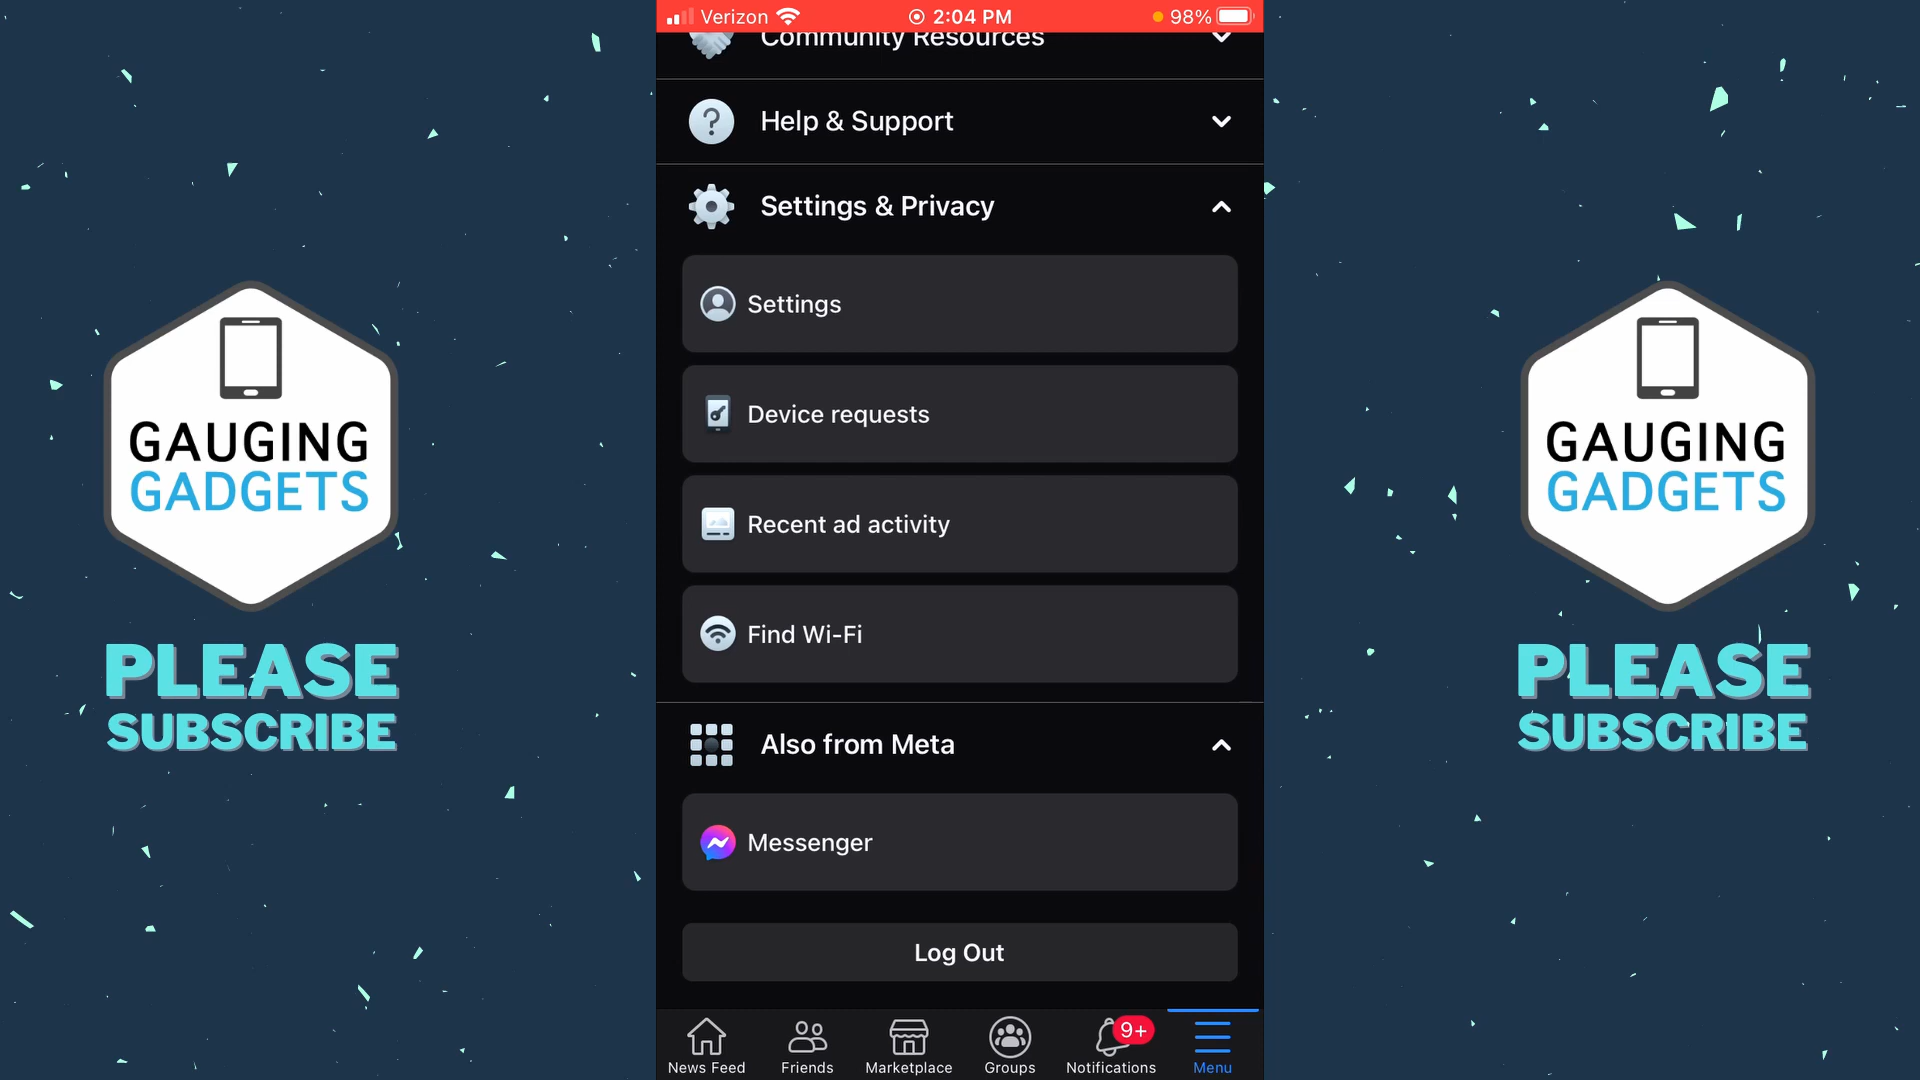 Verizon 2:04 PM 98%
Community Resources
Help & Support
Settings & Privacy
Settings
Device requests
Recent ad activity
Find Wi-Fi
Also from Meta
Messenger
Log Out
9+
News Feed Friends Marketplace Groups Notifications Menu
GAUGING
GADGETS
PLEASE
SUBSCRIBE
GAUGING
GADGETS
PLEASE
SUBSCRIBE